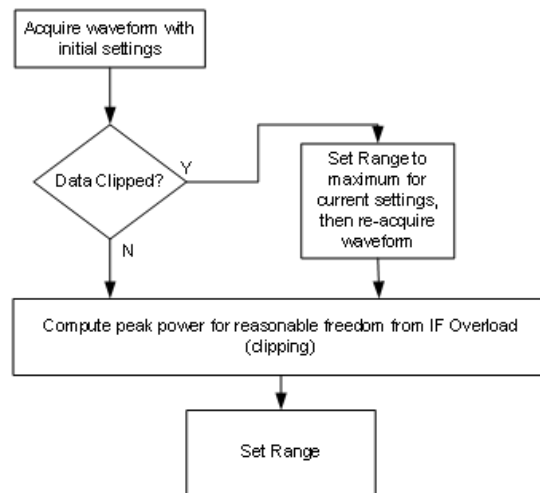 Acquire waveform with
initial settings
Data Clipped?
Y
N
Set Range to
maximum for
current settings,
then re-acquire
waveform
Compute peak power for reasonable freedom from IF Overload
(clipping)
Set Range